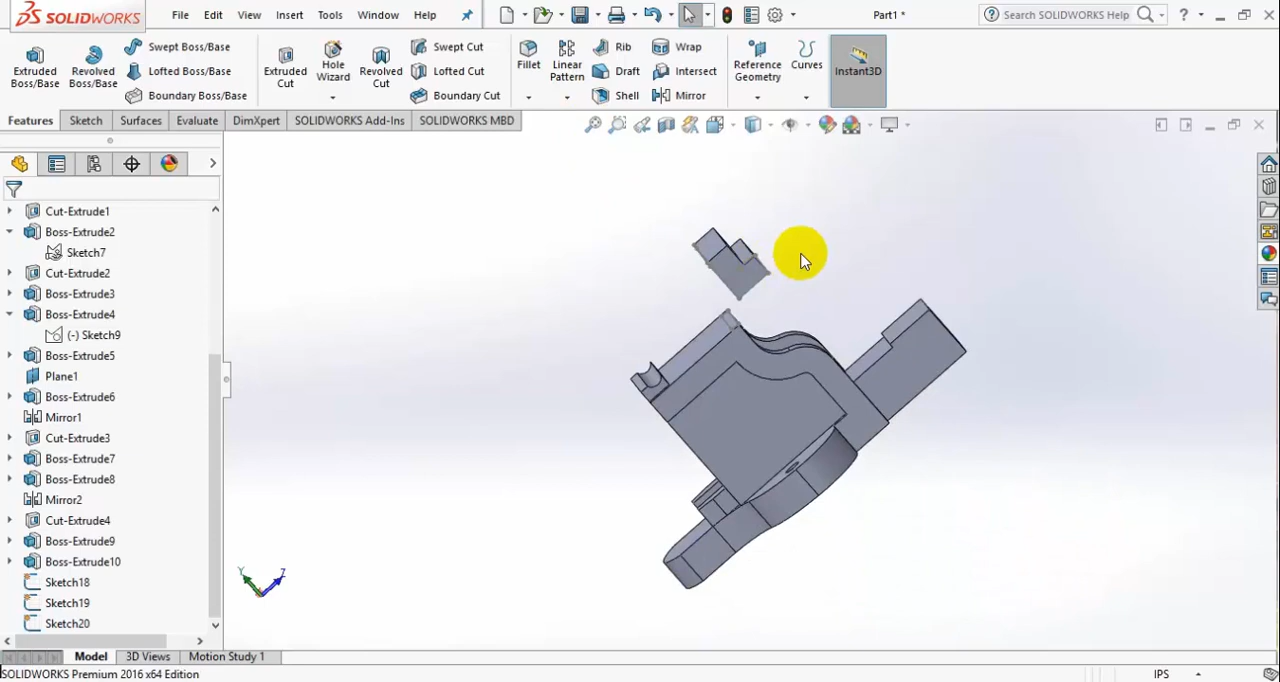 3S SOLIDWORKS File Edit View Insert Tools Window Help Part1 * Search SOLIDWORKS Help ?
Extruded Boss/Base
Revolved Boss/Base
Swept Boss/Base
Lofted Boss/Base
Boundary Boss/Base
Extruded Cut
Hole Wizard
Revolved Cut
Swept Cut
Lofted Cut
Boundary Cut
Fillet
Linear Pattern
Rib
Draft
Shell
Wrap
Intersect
Mirror
Reference Geometry
Curves
Instant3D
Features Sketch Surfaces Evaluate DimXpert SOLIDWORKS Add-Ins SOLIDWORKS MBD
Cut-Extrude1
Boss-Extrude2
Sketch7
Cut-Extrude2
Boss-Extrude3
Boss-Extrude4
(-) Sketch9
Boss-Extrude5
Plane1
Boss-Extrude6
Mirror1
Cut-Extrude3
Boss-Extrude7
Boss-Extrude8
Mirror2
Cut-Extrude4
Boss-Extrude9
Boss-Extrude10
Sketch18
Sketch19
Sketch20
Y Z
Model 3D Views Motion Study 1
SOLIDWORKS Premium 2016 x64 Edition IPS